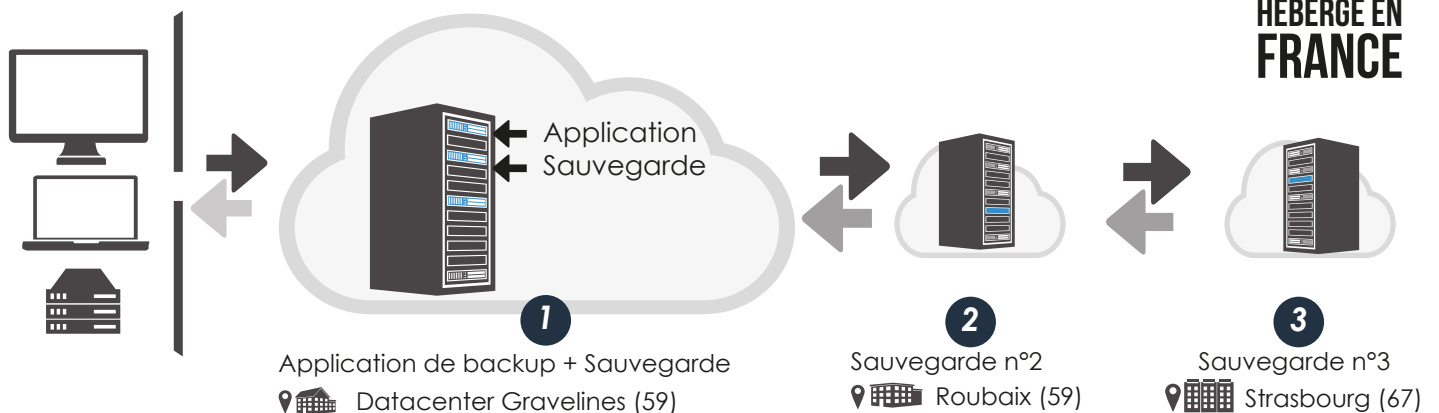 HÉBERGÉ EN
FRANCE
Application
Sauvegarde
1
Application de backup + Sauvegarde
Datacenter Gravelines (59)
2
Sauvegarde n°2
Roubaix (59)
3
Sauvegarde n°3
Strasbourg (67)